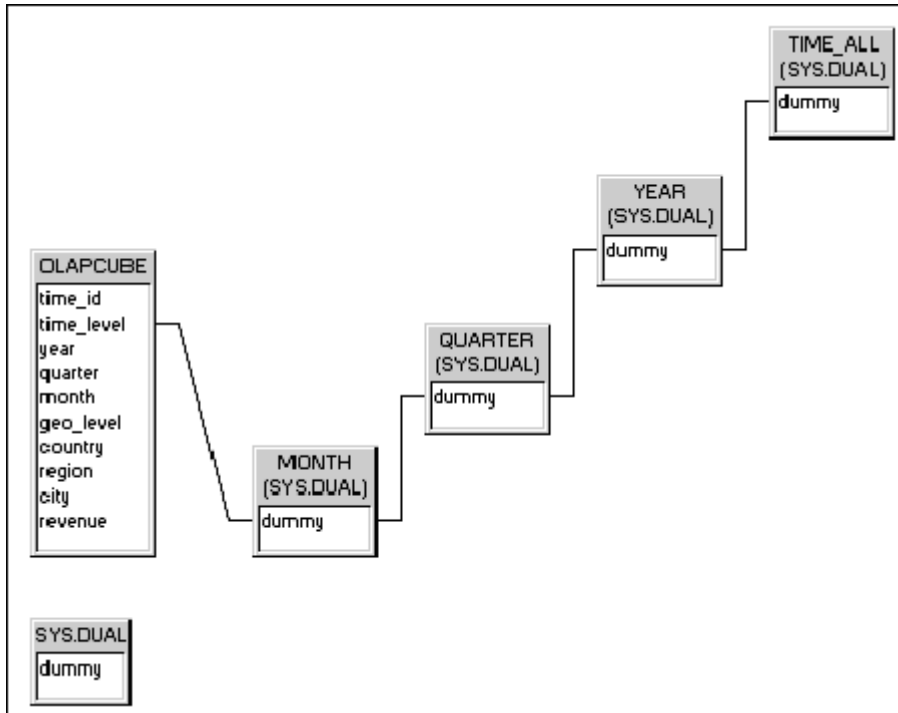 TIME_ALL
(SYS.DUAL)
dummy
YEAR
(SYS.DUAL)
dummy
OLAPCUBE
time_id
time_level
year
quarter
month
geo_level
country
region
city
revenue
QUARTER
(SYS.DUAL)
dummy
MONTH
(SYS.DUAL)
dummy
SYS.DUAL
dummy